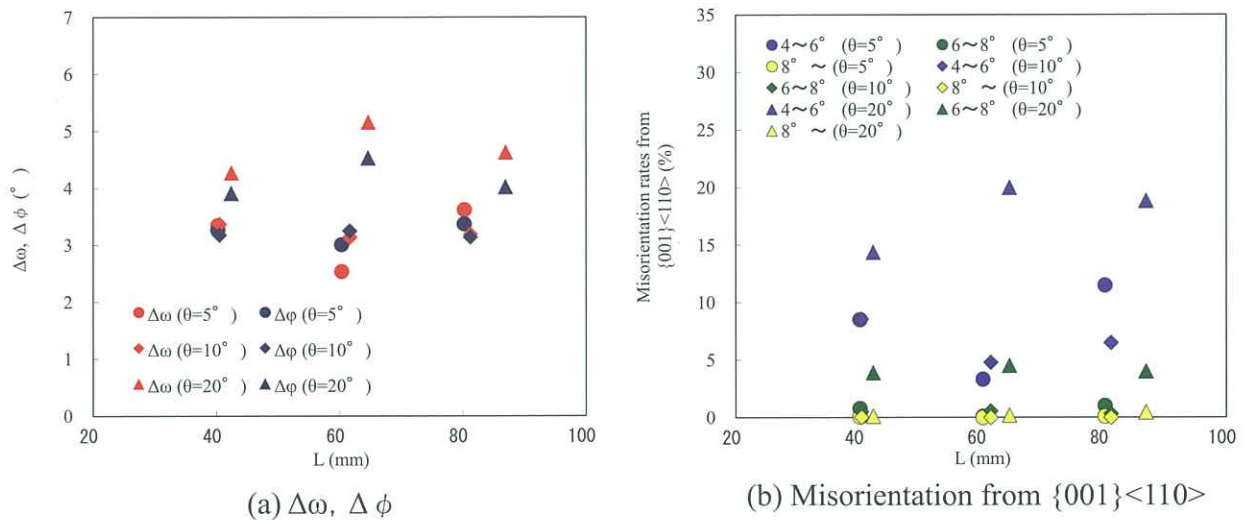 7
6
5
4
3
2
1
0
Δω, Δϕ (°)
Δω (θ=5° ) Δφ (θ=5° )
Δω (θ=10° ) Δφ (θ=10° )
Δω (θ=20° ) Δφ (θ=20° )
20 40 60 80 100
L (mm)
(a) Δω, Δ ϕ
35
30
25
20
15
10
5
0
Misorientation rates from
{001}<110> (%)
4～6° (θ=5° ) 6～8° (θ=5° )
8° ～ (θ=5° ) 4～6° (θ=10° )
6～8° (θ=10° ) 8° ～ (θ=10° )
4～6° (θ=20° ) 6～8° (θ=20° )
8° ～ (θ=20° )
20 40 60 80 100
L (mm)
(b) Misorientation from {001}<110>